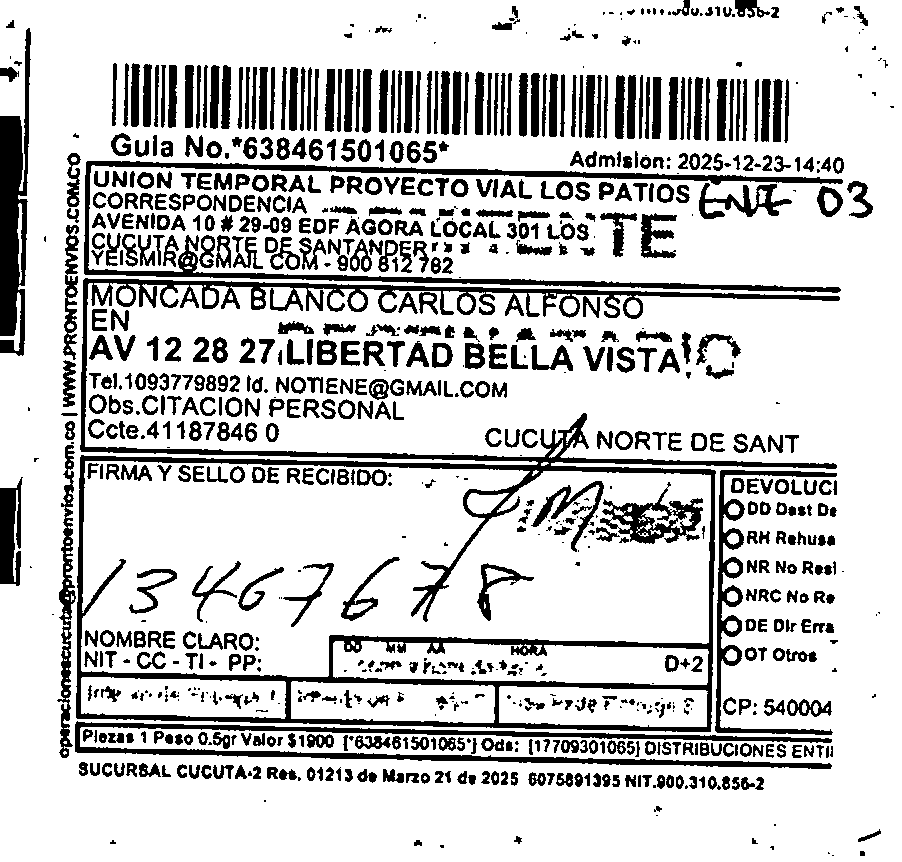 Guia No.*638461501065*
Admision: 2025-12-23-14:40
UNION TEMPORAL PROYECTO VIAL LOS PATIOS
ENE 03
CORRESPONDENCIA
AVENIDA 10 # 29-09 EDF AGORA LOCAL 301 LOS
CUCUTA NORTE DE SANTANDER
YEISMIR@GMAIL COM - 900 812 782
MONCADA BLANCO CARLOS ALFONSO
EN
AV 12 28 27 LIBERTAD BELLA VISTA
Tel.1093779892 Id. NOTIENE@GMAIL.COM
Obs.CITACION PERSONAL
Ccte.41187846 0
CUCUTA NORTE DE SANT
FIRMA Y SELLO DE RECIBIDO:
13467678
NOMBRE CLARO:
NIT - CC - TI - PP:
DD MM AA HORA
D+2
DEVOLUCI
DD Dest De
RH Rehusa
NR No Resi
NRC No Re
DE Dir Erra
OT Otros
CP: 540004
Piezas 1 Peso 0.5gr Valor $1900 [*638461501065*] Ods: [17709301065] DISTRIBUCIONES ENTI
SUCURSAL CUCUTA-2 Res. 01213 de Marzo 21 de 2025 6075891395 NIT.900.310.856-2
operacionescucuta@prontoenvios.com.co | WWW.PRONTOENVIOS.COM.CO